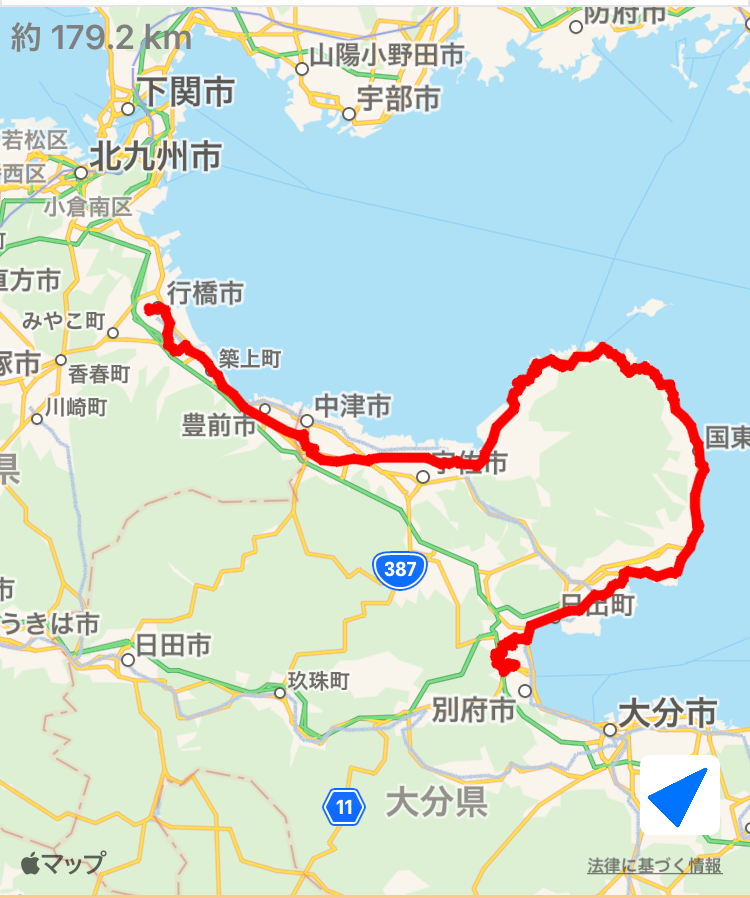 防府市
約 179.2 km
山陽小野田市
下関市
宇部市
若松区
北九州市
西区
小倉南区
直方市
行橋市
みやこ町
築上町
香春町
川崎町
豊前市
中津市
宇佐市
国東
県
387
日出町
うきは市
日田市
玖珠町
別府市
大分市
11
大分県
マップ
法律に基づく情報